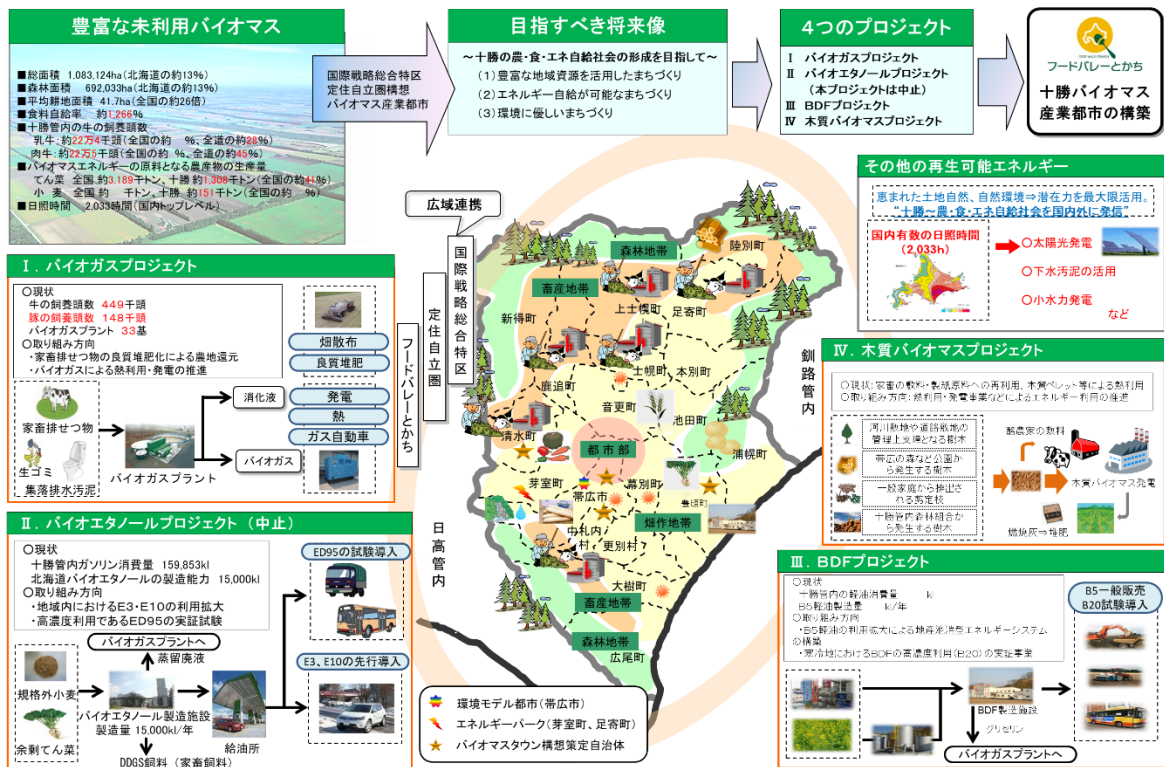 豊富な未利用バイオマス
■総面積 1.083,124ha(北海道の約13%)
■森林面積 692,033ha(北海道の約13%)
■平均耕地面積 41.7ha(全国の約26倍)
■食料自給率 約1,266%
■十勝管内の牛の飼養頭数
乳牛:約22万4千頭(全国の約 %、全道の約28%)
肉牛:約22万5千頭(全国の約 %、全道の約45%)
■バイオマスエネルギーの原料となる農産物の生産量
てん菜 全国 約3,189千トン、十勝 約1,308千トン(全国の約41%)
小 麦 全国 約 千トン、十勝 約151千トン(全国の約 %)
■日照時間 2,033時間(国内トップレベル)
国際戦略総合特区
定住自立圏構想
バイオマス産業都市
目指すべき将来像
～十勝の農・食・エネ自給社会の形成を目指して～
(1)豊富な地域資源を活用したまちづくり
(2)エネルギー自給が可能なまちづくり
(3)環境に優しいまちづくり
4つのプロジェクト
Ⅰ バイオガスプロジェクト
Ⅱ バイオエタノールプロジェクト
(本プロジェクトは中止)
Ⅲ BDFプロジェクト
Ⅳ 木質バイオマスプロジェクト
フードバレーとかち
十勝バイオマス
産業都市の構築
その他の再生可能エネルギー
恵まれた土地自然、自然環境⇒潜在力を最大限活用。
“十勝～農・食・エネ自給社会を国内外に発信”
国内有数の日照時間
(2,033h)
○太陽光発電
○下水汚泥の活用
○小水力発電
など
Ⅰ．バイオガスプロジェクト
○現状
牛の飼養頭数 449千頭
豚の飼養頭数 148千頭
バイオガスプラント 33基
○取り組み方向
・家畜排せつ物の良質堆肥化による農地還元
・バイオガスによる熱利用・発電の推進
畑散布
良質堆肥
消化液
発電
熱
ガス自動車
バイオガス
家畜排せつ物
生ゴミ
集落排水汚泥
バイオガスプラント
広域連携
国際戦略総合特区
定住自立圏
フードバレーとかち
森林地帯
陸別町
畜産地帯
上士幌町
足寄町
新得町
士幌町
本別町
鹿追町
音更町
池田町
清水町
都市部
浦幌町
芽室町
幕別町
帯広市
豊頃町
畑作地帯
中札内村
更別村
大樹町
畜産地帯
森林地帯
広尾町
釧路管内
日高管内
環境モデル都市(帯広市)
エネルギーパーク(芽室町、足寄町)
バイオマスタウン構想策定自治体
Ⅱ．バイオエタノールプロジェクト (中止)
○現状
十勝管内ガソリン消費量 159,853kl
北海道バイオエタノールの製造能力 15,000kl
○取り組み方向
・地域内におけるE3・E10の利用拡大
・高濃度利用であるED95の実証試験
ED95の試験導入
バイオガスプラントへ
蒸留廃液
E3、E10の先行導入
規格外小麦
余剰てん菜
バイオエタノール製造施設
製造量 15,000kl/年
給油所
DDGS飼料 (家畜飼料)
Ⅳ．木質バイオマスプロジェクト
○現状:家畜の敷料・製紙原料への再利用、木質ペレット等による熱利用
○取り組み方向:熱利用・発電事業などによるエネルギー利用の推進
河川敷地や道路敷地の
管理上支障となる樹木
帯広の森など公園か
ら発生する樹木
一般家庭から排出さ
れる剪定枝
十勝管内森林組合か
ら発生する樹木
酪農家の敷料
木質バイオマス発電
燃焼灰⇒堆肥
Ⅲ．BDFプロジェクト
○現状
十勝管内の軽油消費量 k
B5軽油製造量 k/年
○取り組み方向
・B5軽油の利用拡大による地産地消型エネルギーシステム
の構築
・寒冷地におけるBDFの高濃度利用(B20)の実証事業
B5一般販売
B20試験導入
BDF製造施設
グリセリン
バイオガスプラントへ